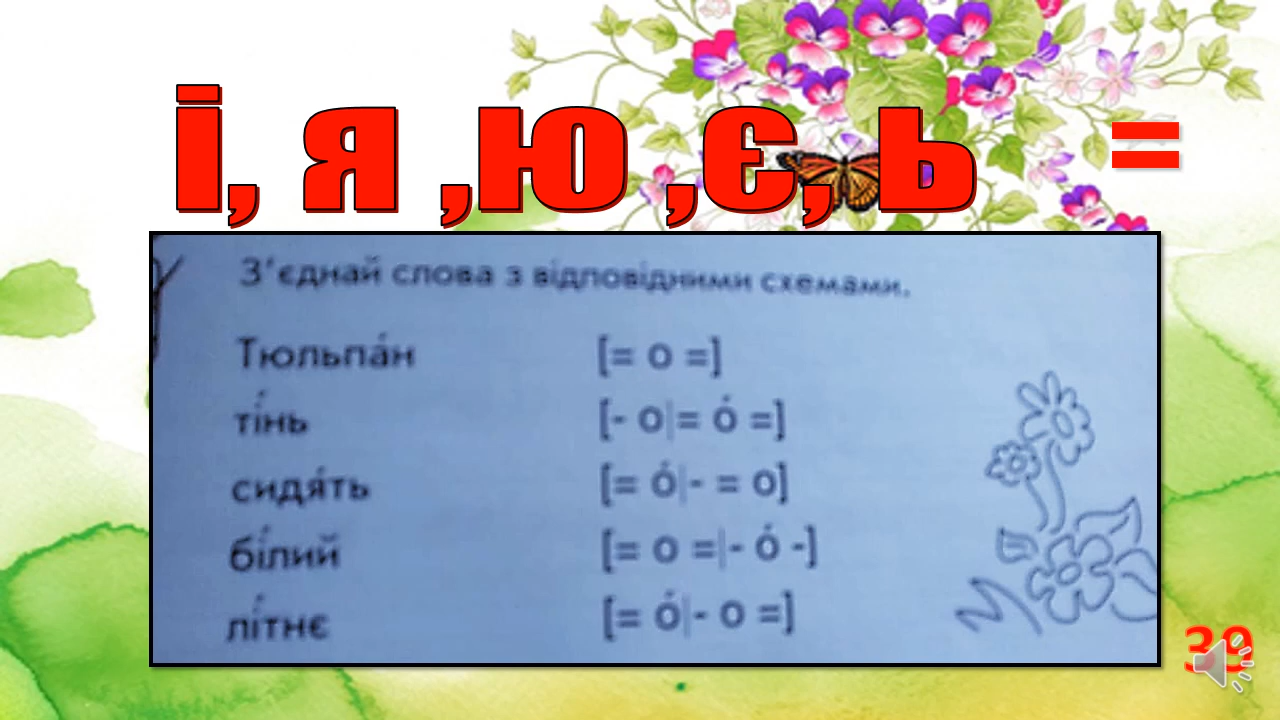 і, я ,ю ,є, ь =
З'єднай слова з відповідними схемами.
Тюльпа́н [= о =]
ті́нь [- о|= о́ =]
сидя́ть [= о́|- = о]
бі́лий [= о =|- о́ -]
лі́тнє [= о́|- о =]
39